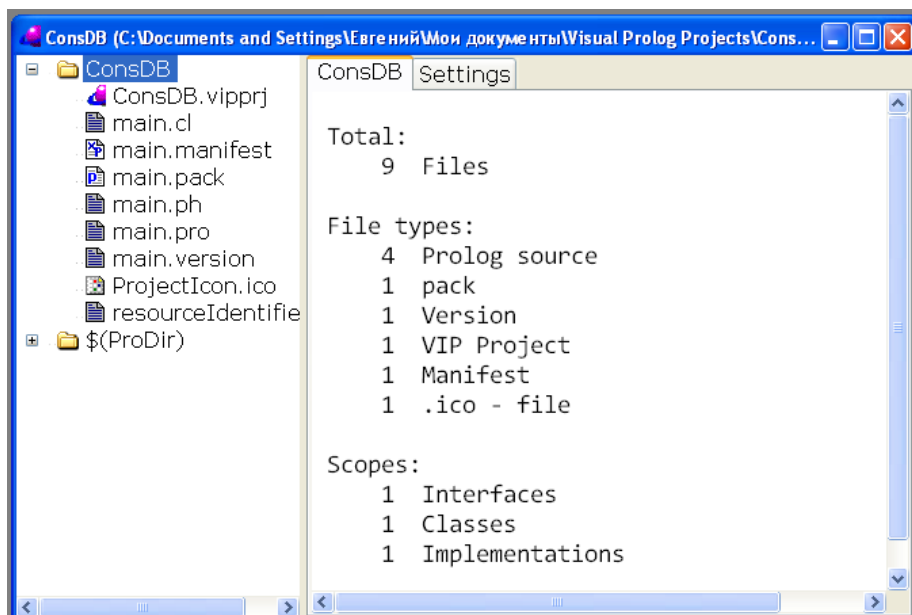 ConsDB (C:\Documents and Settings\Евгений\Мои документы\Visual Prolog Projects\Cons...
ConsDB
ConsDB.vipprj
main.cl
main.manifest
main.pack
main.ph
main.pro
main.version
ProjectIcon.ico
resourceIdentifie
$(ProDir)
ConsDB Settings
Total:
9 Files
File types:
4 Prolog source
1 pack
1 Version
1 VIP Project
1 Manifest
1 .ico - file
Scopes:
1 Interfaces
1 Classes
1 Implementations